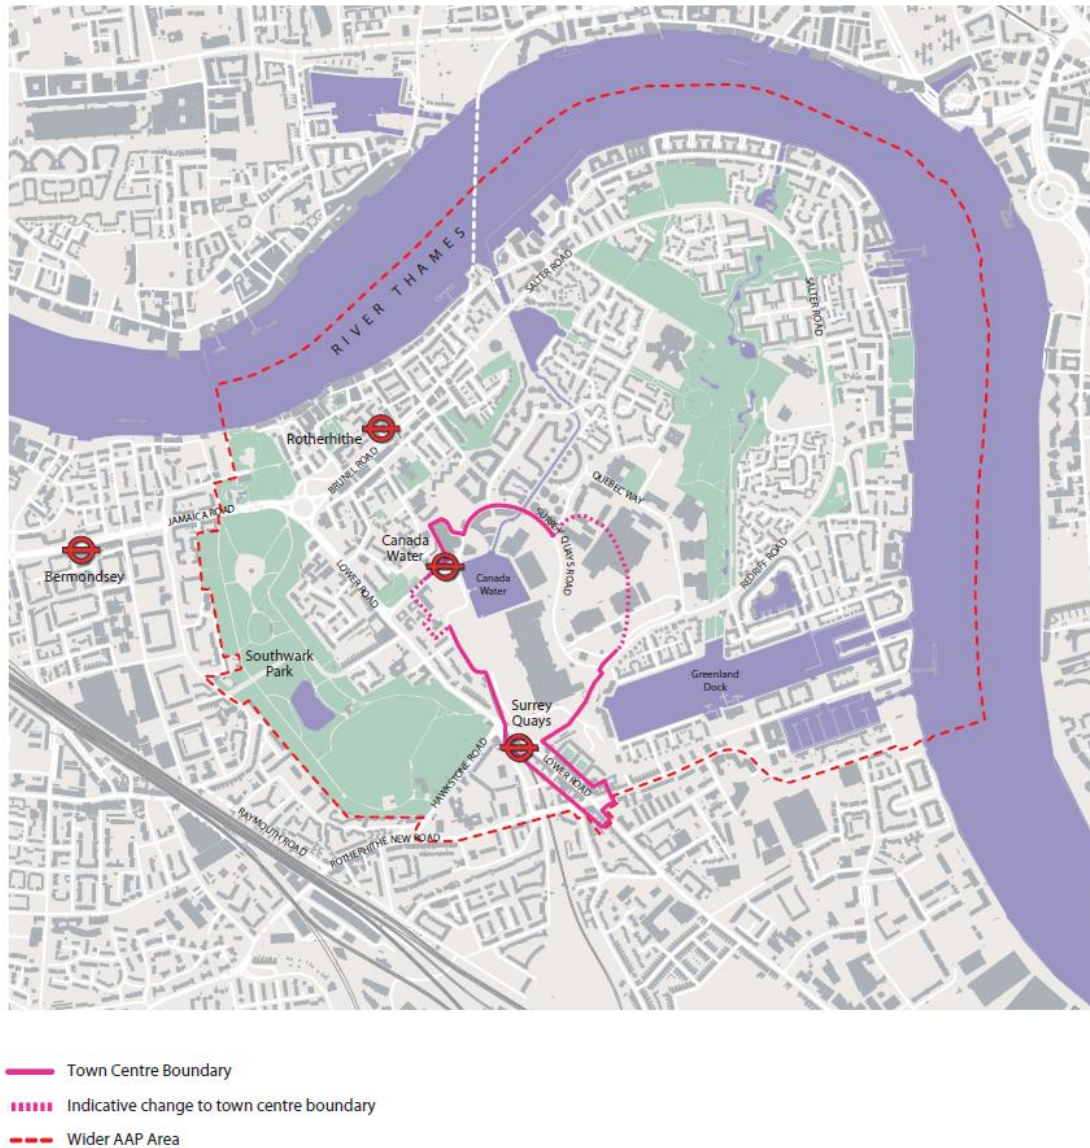 RIVER THAMES
SALTER ROAD
SALTER ROAD
Rotherhithe
BRUNEL ROAD
QUEBEC WAY
JAMAICA ROAD
SURREY QUAYS ROAD
Canada
Water
Bermondsey
Canada
Water
LOWER ROAD
REDRIFF ROAD
Southwark
Park
Greenland
Dock
Surrey
Quays
HAWKSTONE ROAD
LOWER ROAD
RAYMOUTH ROAD
ROTHERHITHE NEW ROAD
Town Centre Boundary
Indicative change to town centre boundary
Wider AAP Area